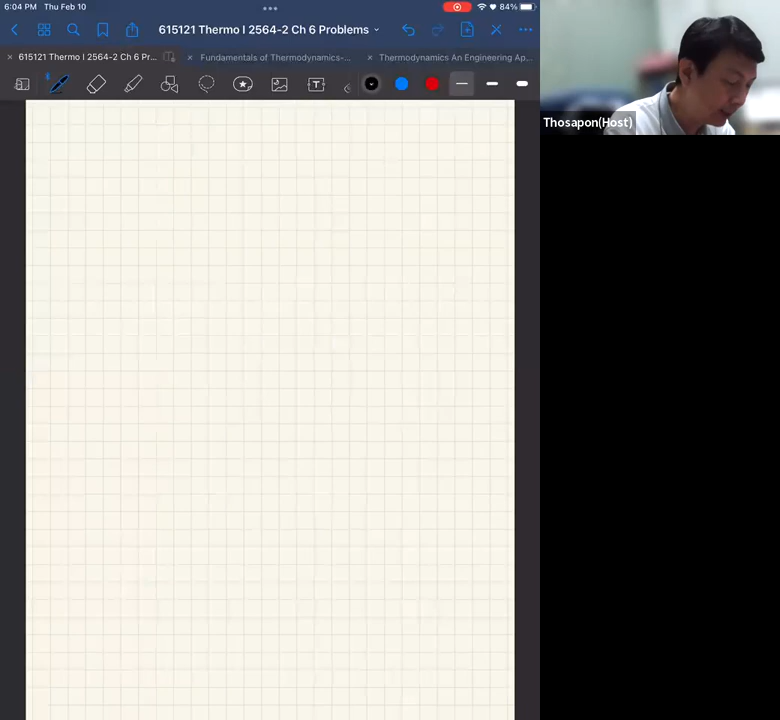 6:04 PM Thu Feb 10
84%
615121 Thermo I 2564-2 Ch 6 Problems
615121 Thermo I 2564-2 Ch 6 Pr...
Fundamentals of Thermodynamics-...
Thermodynamics An Engineering Ap...
T
Thosapon(Host)